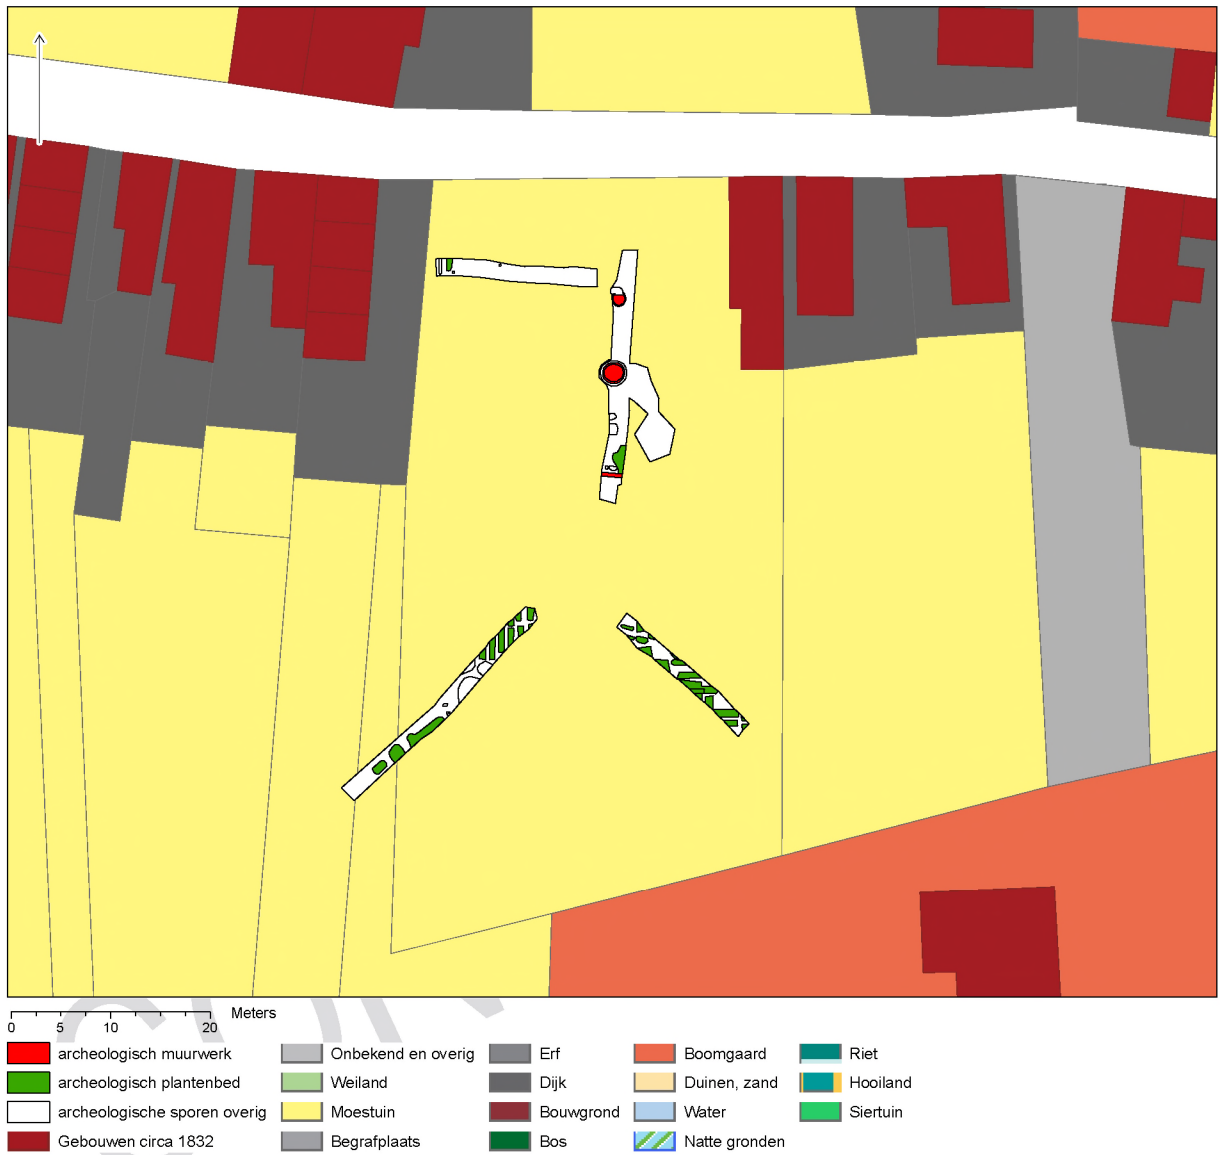 0 5 10 20 Meters
archeologisch muurwerk
archeologisch plantenbed
archeologische sporen overig
Gebouwen circa 1832
Onbekend en overig
Weiland
Moestuin
Begrafplaats
Erf
Dijk
Bouwgrond
Bos
Boomgaard
Duinen, zand
Water
Natte gronden
Riet
Hooiland
Siertuin